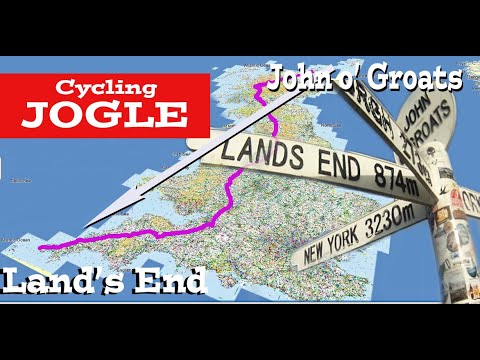 Cycling
JOGLE
John o' Groats
JOHN
GROATS
LANDS END 874m
NEW YORK 3230m
Land's End